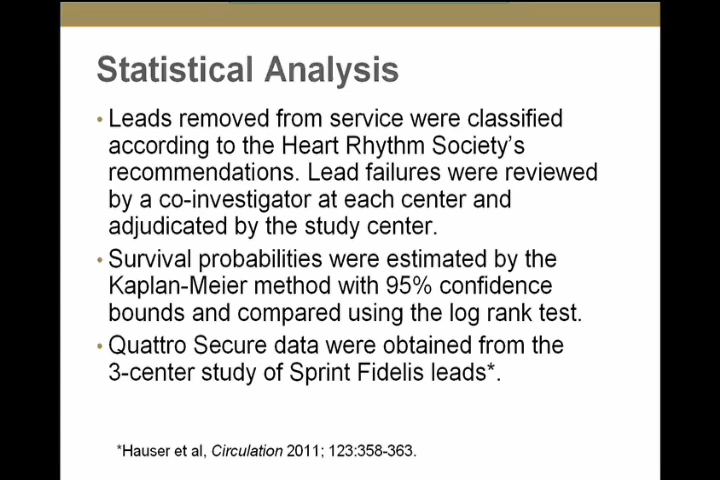 Statistical Analysis
• Leads removed from service were classified
according to the Heart Rhythm Society's
recommendations. Lead failures were reviewed
by a co-investigator at each center and
adjudicated by the study center.
• Survival probabilities were estimated by the
Kaplan-Meier method with 95% confidence
bounds and compared using the log rank test.
• Quattro Secure data were obtained from the
3-center study of Sprint Fidelis leads*.
*Hauser et al, Circulation 2011; 123:358-363.